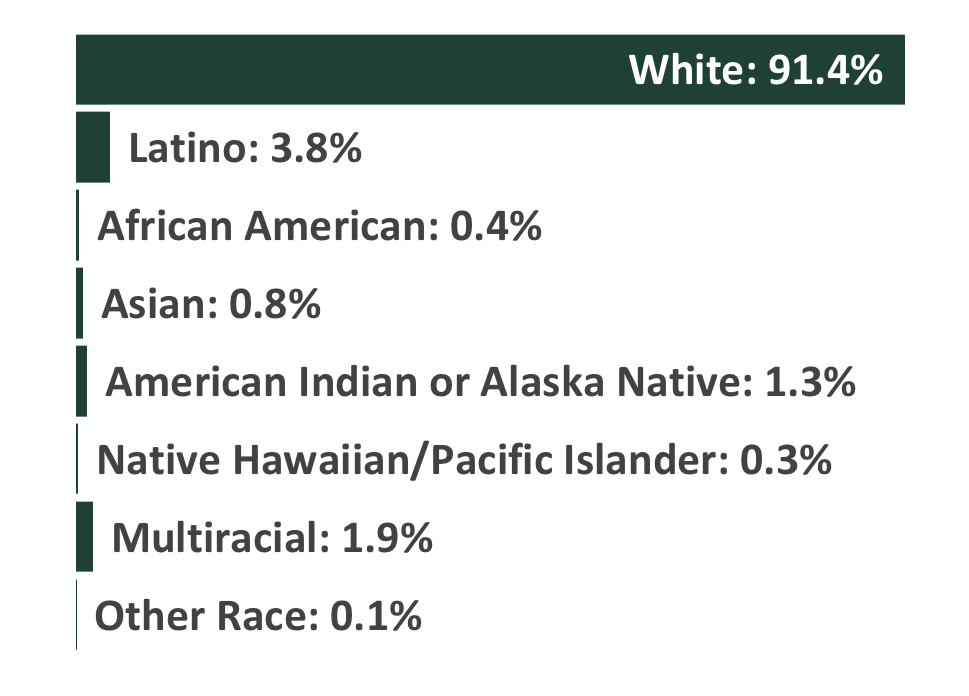 White: 91.4%
Latino: 3.8%
African American: 0.4%
Asian: 0.8%
American Indian or Alaska Native: 1.3%
Native Hawaiian/Pacific Islander: 0.3%
Multiracial: 1.9%
Other Race: 0.1%